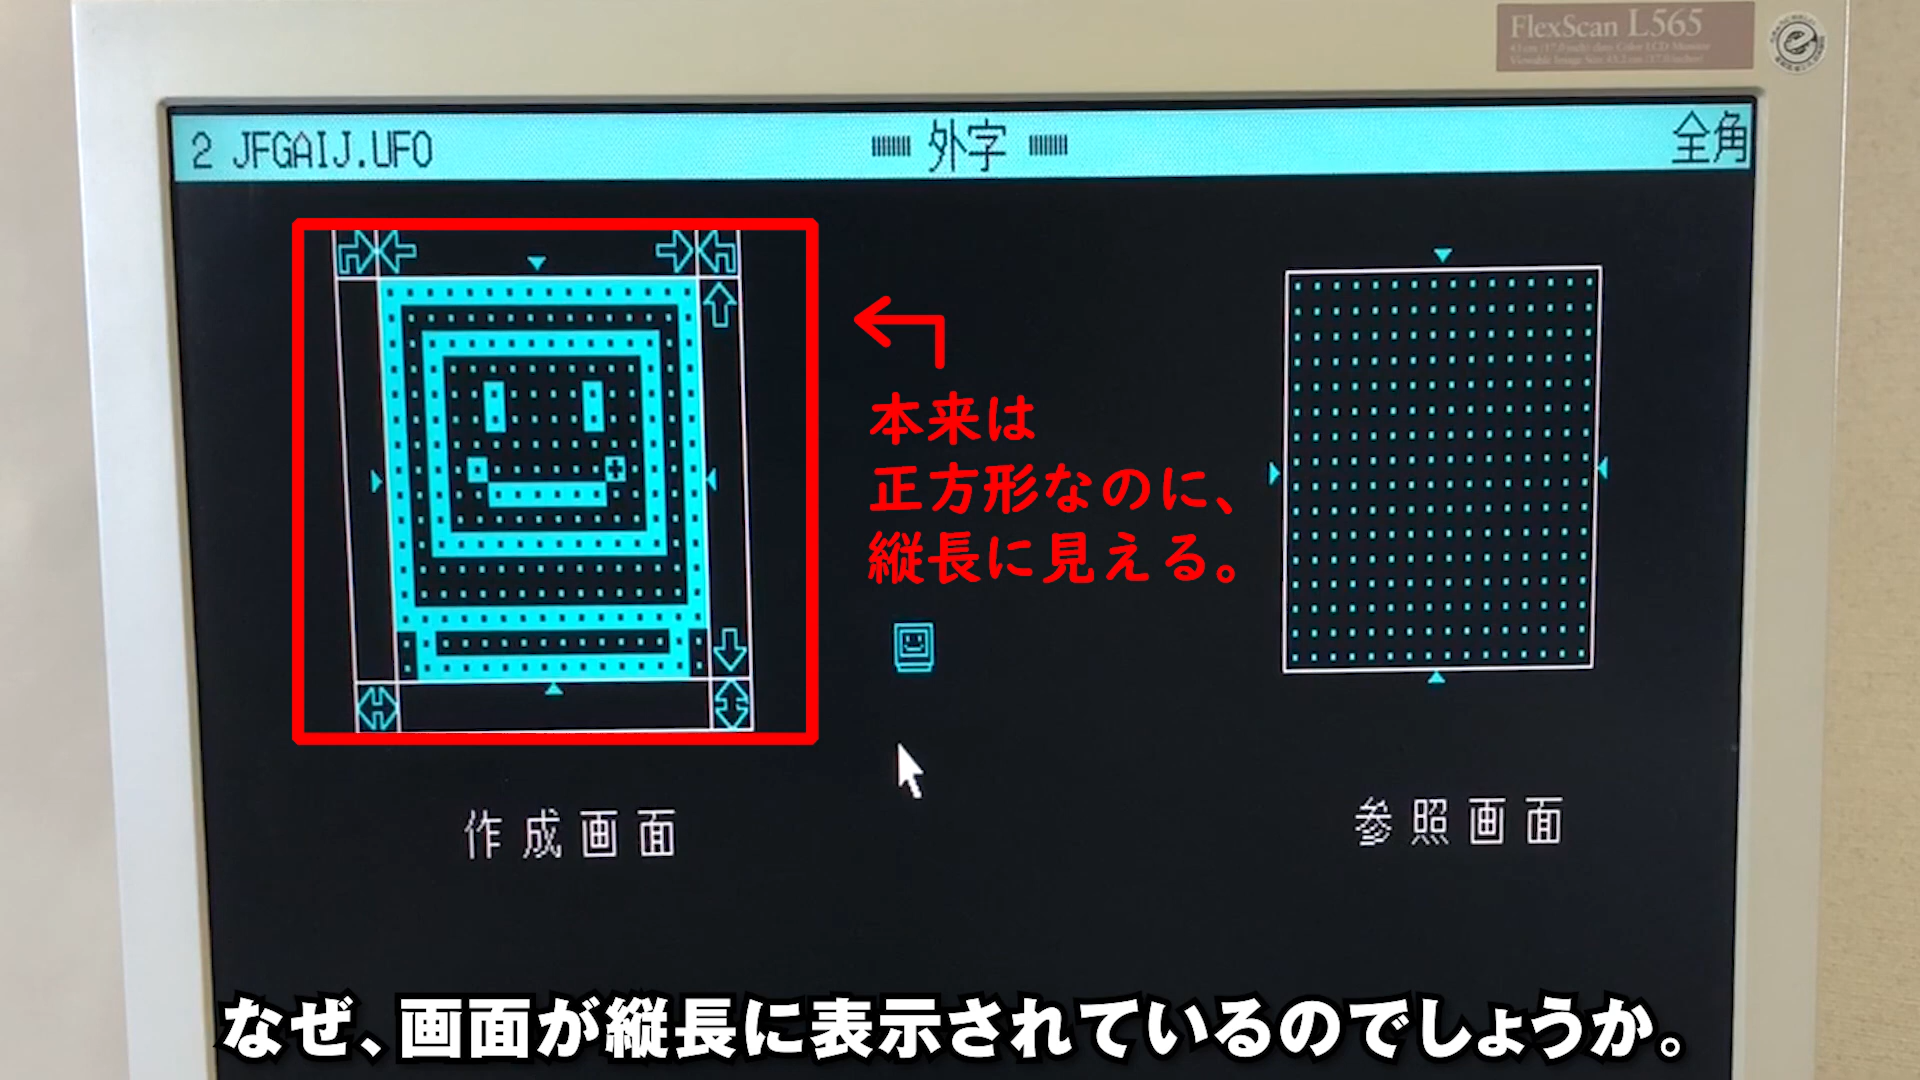 FlexScan L565
2 JFGAIJ.UFO
外字
全角
本来は
正方形なのに、
縦長に見える。
作成画面
参照画面
なぜ、画面が縦長に表示されているのでしょうか。